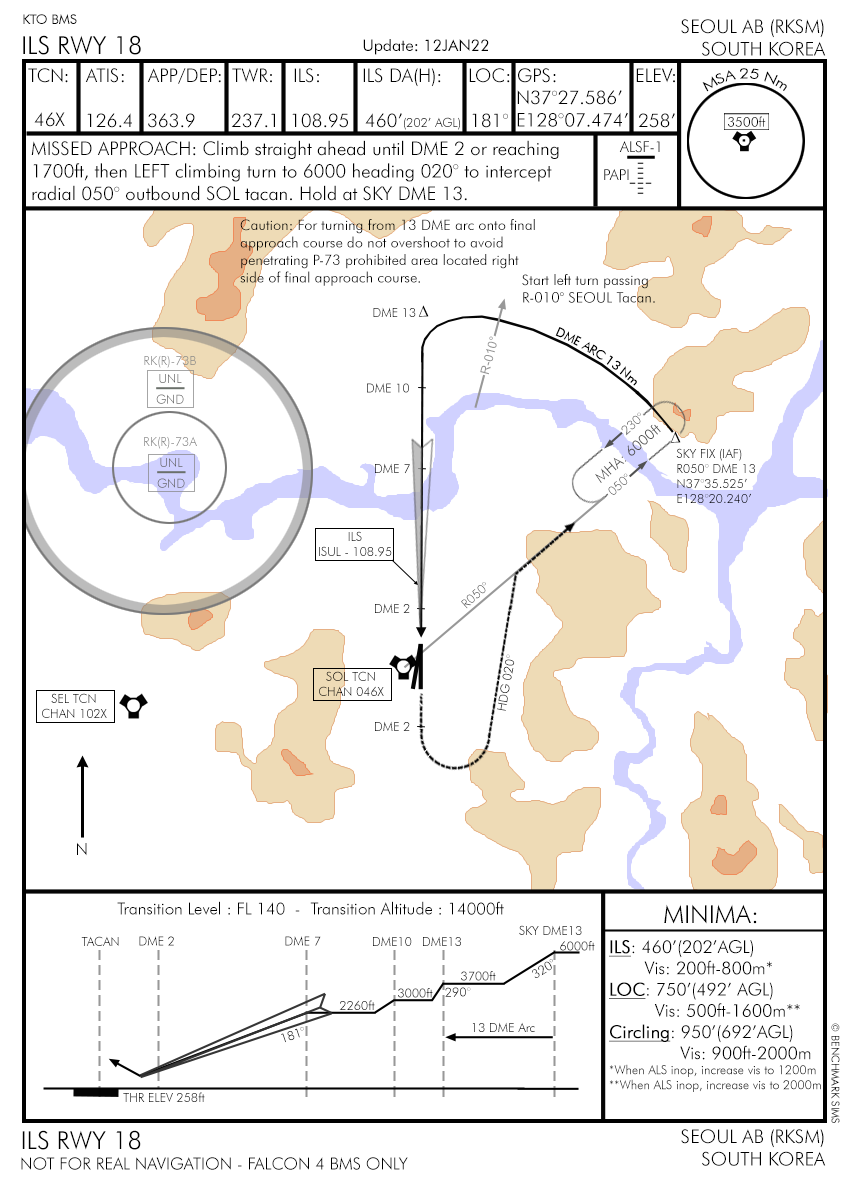 KTO BMS
ILS RWY 18
Update: 12JAN22
SEOUL AB (RKSM)
SOUTH KOREA
TCN:
46X
ATIS:
126.4
APP/DEP:
363.9
TWR:
237.1
ILS:
108.95
ILS DA(H):
460'(202' AGL)
LOC:
181°
GPS:
N37°27.586'
E128°07.474'
ELEV:
258'
MSA 25 Nm
3500ft
MISSED APPROACH: Climb straight ahead until DME 2 or reaching
1700ft, then LEFT climbing turn to 6000 heading 020° to intercept
radial 050° outbound SOL tacan. Hold at SKY DME 13.
ALSF-1
PAPI
Caution: For turning from 13 DME arc onto final
approach course do not overshoot to avoid
penetrating P-73 prohibited area located right
side of final approach course.
Start left turn passing
R-010° SEOUL Tacan.
DME 13
R-010°
DME ARC 13 Nm
RK(R)-73B
UNL
GND
DME 10
230°
MHA: 6000ft
050°
RK(R)-73A
UNL
GND
DME 7
SKY FIX (IAF)
R050° DME 13
N37°35.525'
E128°20.240'
ILS
ISUL - 108.95
DME 2
R050°
SOL TCN
CHAN 046X
HDG 020°
SEL TCN
CHAN 102X
DME 2
N
Transition Level : FL 140 - Transition Altitude : 14000ft
TACAN
DME 2
DME 7
DME10
DME13
SKY DME13
6000ft
320°
3700ft
290°
3000ft
2260ft
181°
13 DME Arc
THR ELEV 258ft
MINIMA:
ILS: 460'(202'AGL)
Vis: 200ft-800m*
LOC: 750'(492' AGL)
Vis: 500ft-1600m**
Circling: 950'(692'AGL)
Vis: 900ft-2000m
*When ALS inop, increase vis to 1200m
**When ALS inop, increase vis to 2000m
© BENCHMARK SIMS
ILS RWY 18
NOT FOR REAL NAVIGATION - FALCON 4 BMS ONLY
SEOUL AB (RKSM)
SOUTH KOREA